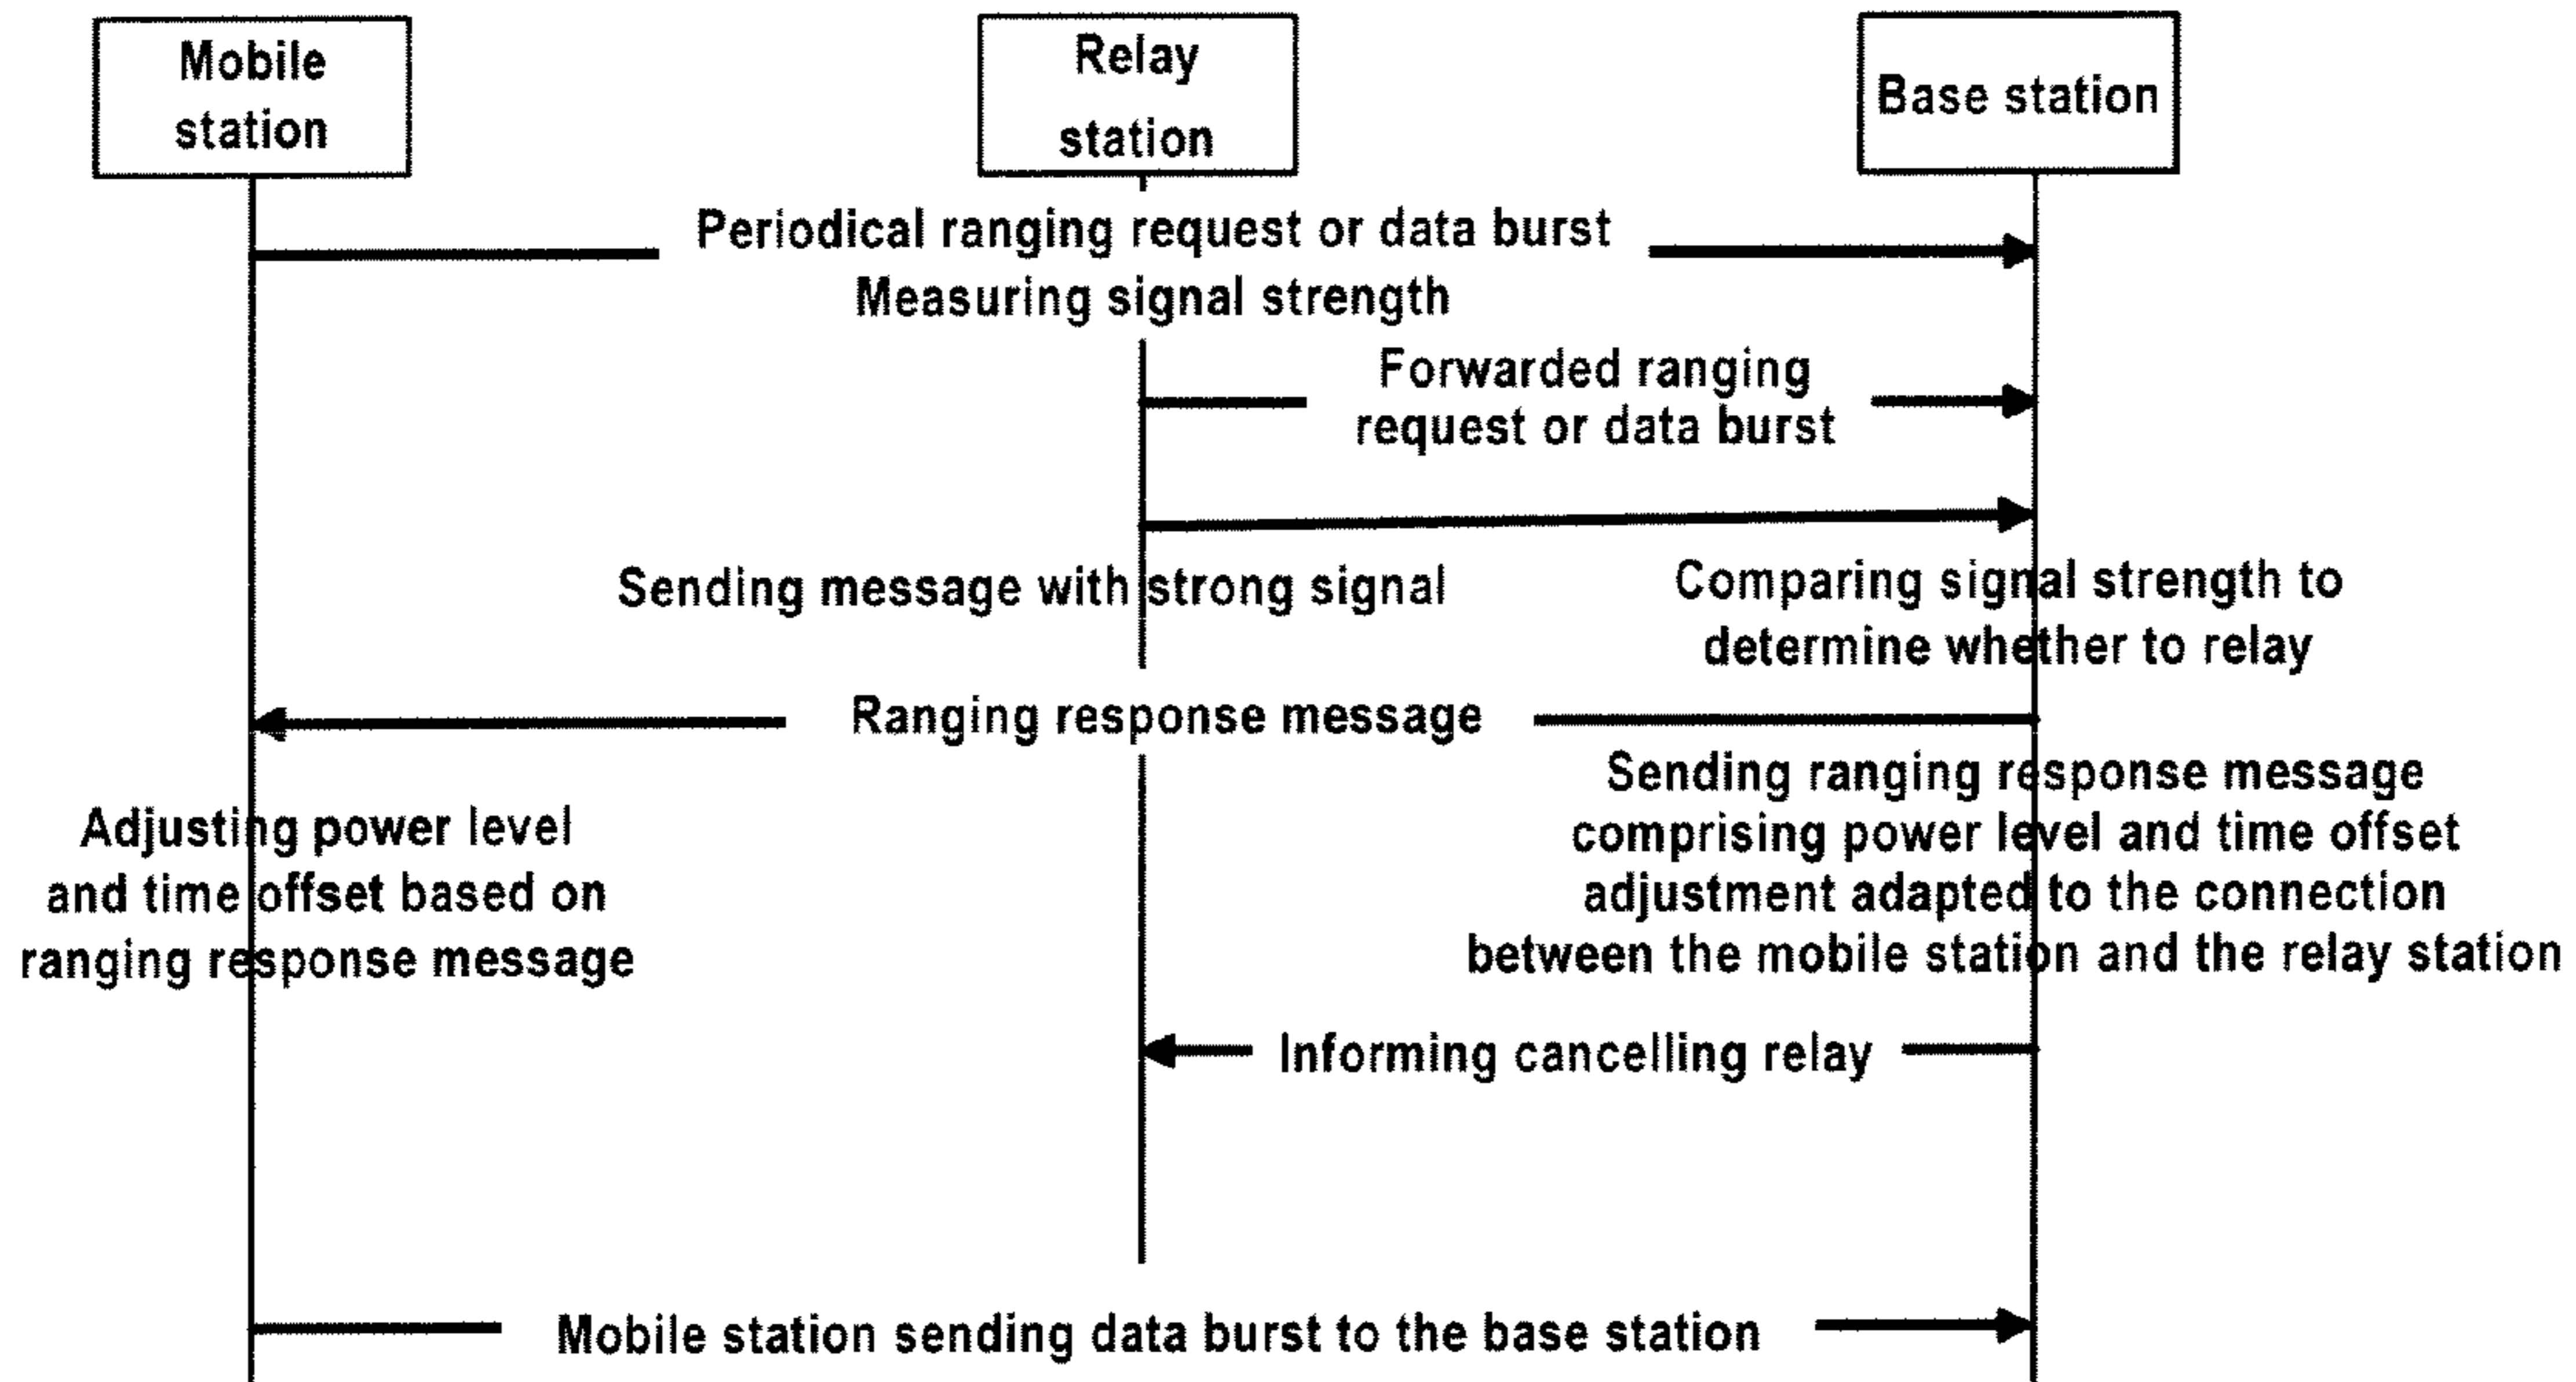 Mobile
station
Relay
station
Base station
Periodical ranging request or data burst
Measuring signal strength
Forwarded ranging
request or data burst
Sending message with strong signal
Comparing signal strength to
determine whether to relay
Ranging response message
Adjusting power level
and time offset based on
ranging response message
Sending ranging response message
comprising power level and time offset
adjustment adapted to the connection
between the mobile station and the relay station
Informing cancelling relay
Mobile station sending data burst to the base station